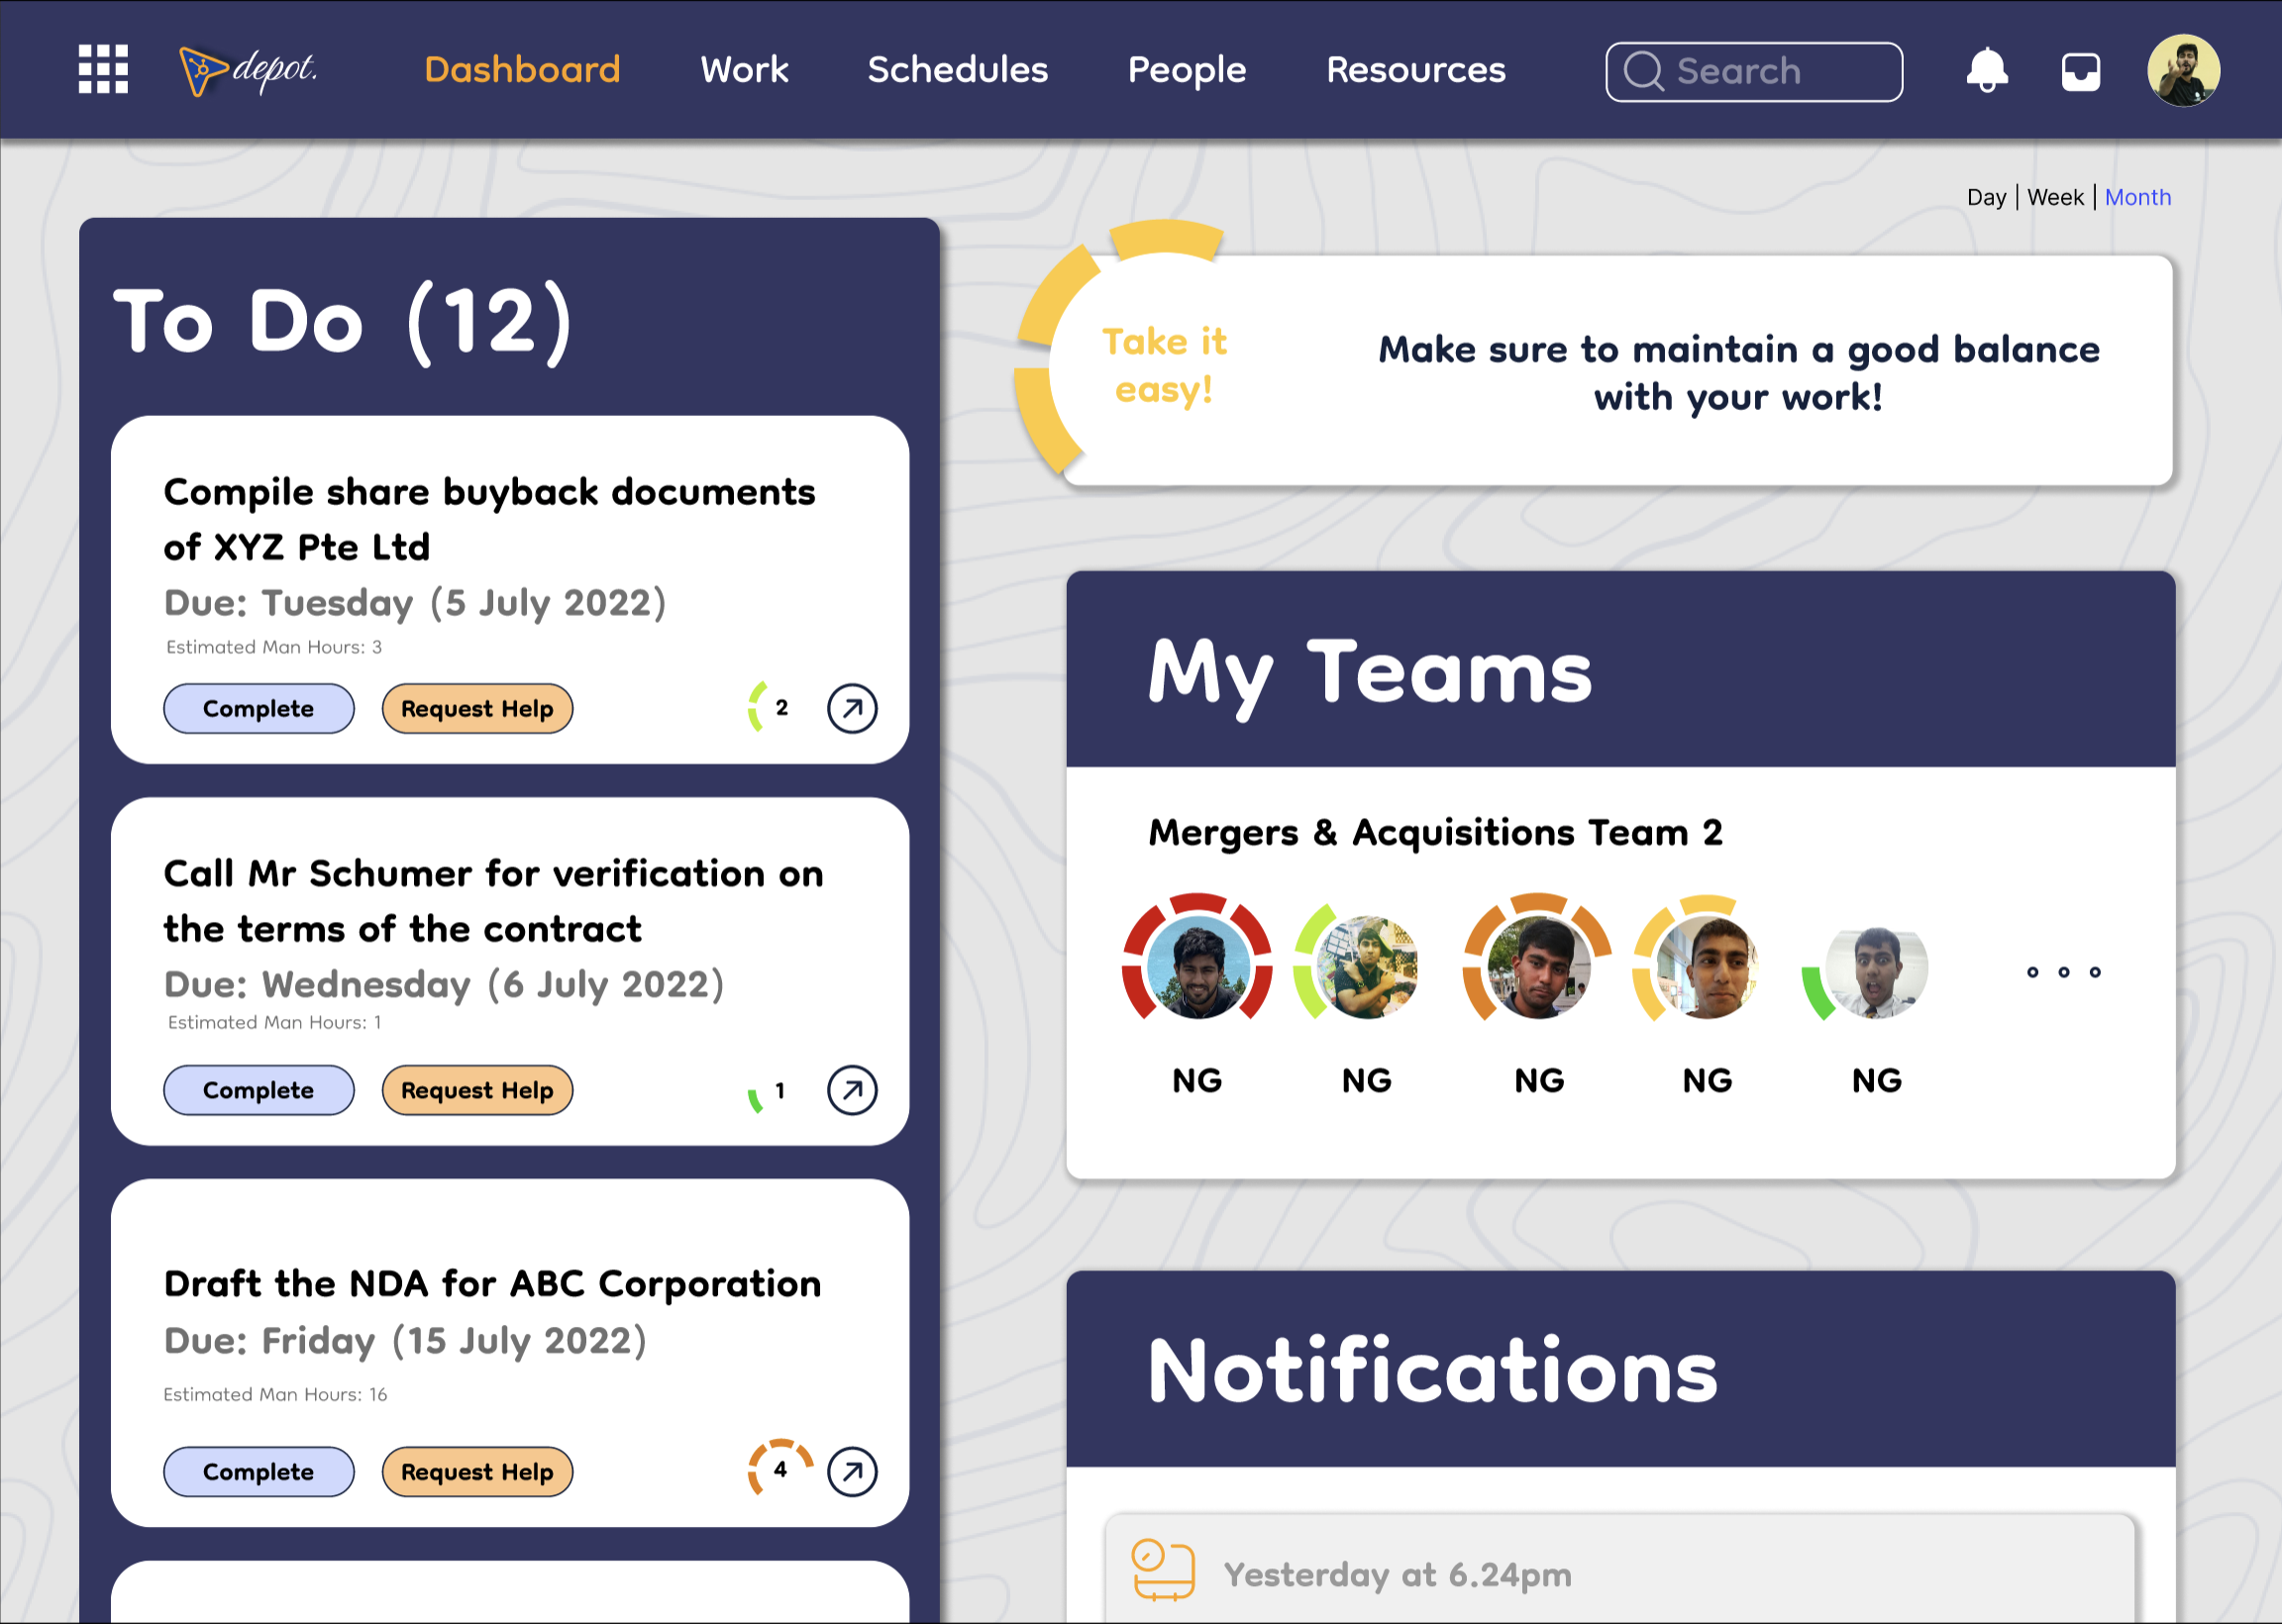 depot.
Dashboard
Work
Schedules
People
Resources
Search
Day | Week | Month
To Do (12)
Compile share buyback documents
of XYZ Pte Ltd
Due: Tuesday (5 July 2022)
Estimated Man Hours: 3
Complete
Request Help
2
Call Mr Schumer for verification on
the terms of the contract
Due: Wednesday (6 July 2022)
Estimated Man Hours: 1
Complete
Request Help
1
Draft the NDA for ABC Corporation
Due: Friday (15 July 2022)
Estimated Man Hours: 16
Complete
Request Help
4
Take it
easy!
Make sure to maintain a good balance
with your work!
My Teams
Mergers & Acquisitions Team 2
NG
NG
NG
NG
NG
Notifications
Yesterday at 6.24pm